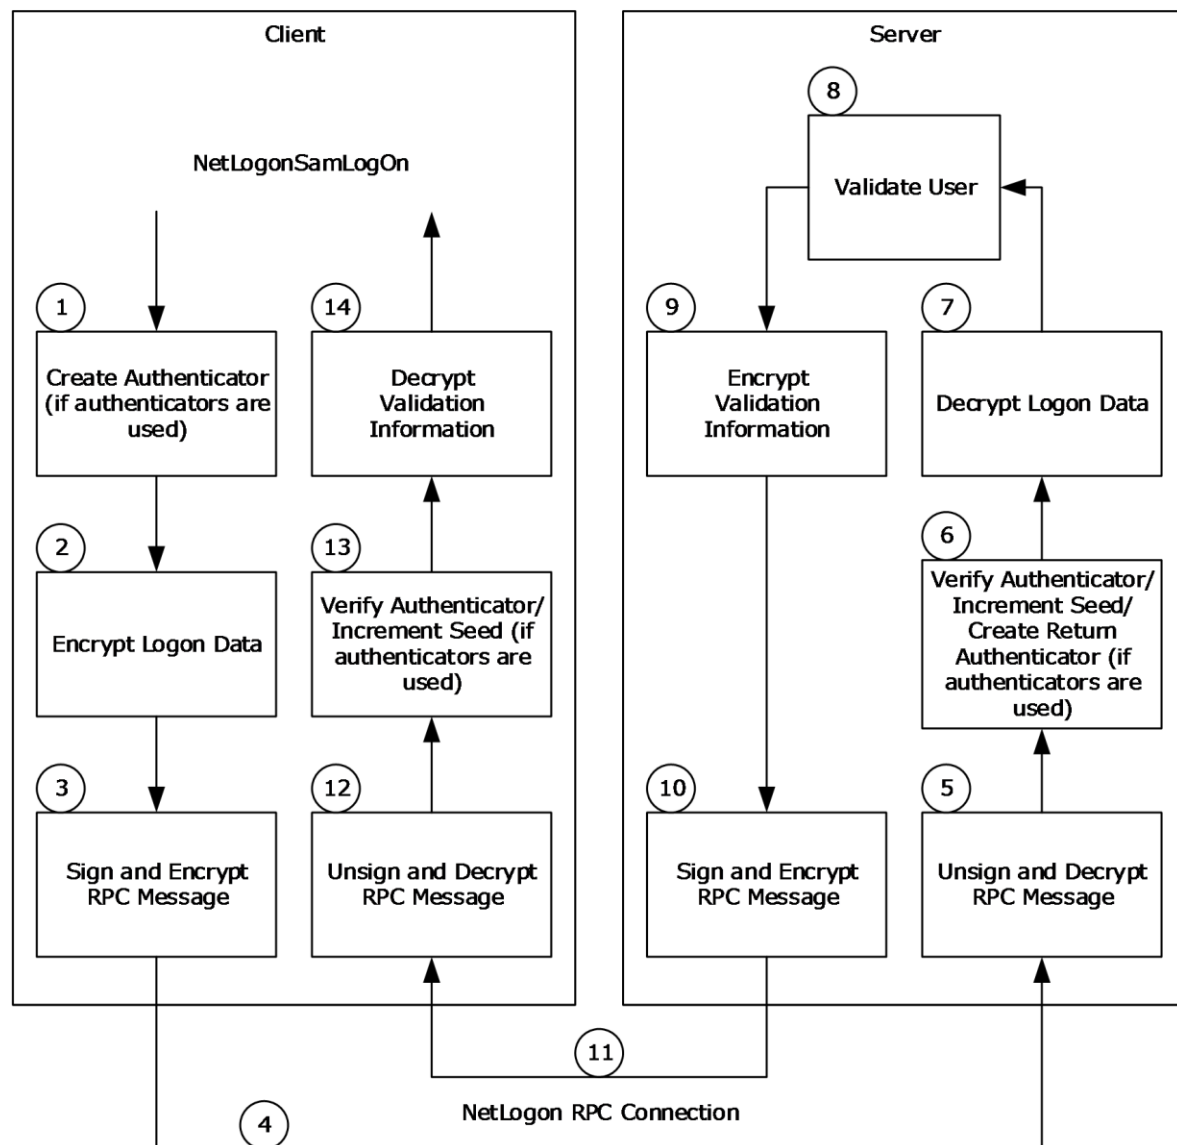 Client
NetLogonSamLogOn
1
Create Authenticator
(if authenticators are
used)
2
Encrypt Logon Data
3
Sign and Encrypt
RPC Message
14
Decrypt
Validation
Information
13
Verify Authenticator/
Increment Seed (if
authenticators are
used)
12
Unsign and Decrypt
RPC Message
Server
8
Validate User
9
Encrypt
Validation
Information
10
Sign and Encrypt
RPC Message
7
Decrypt Logon Data
6
Verify Authenticator/
Increment Seed/
Create Return
Authenticator (if
authenticators are
used)
5
Unsign and Decrypt
RPC Message
11
NetLogon RPC Connection
4